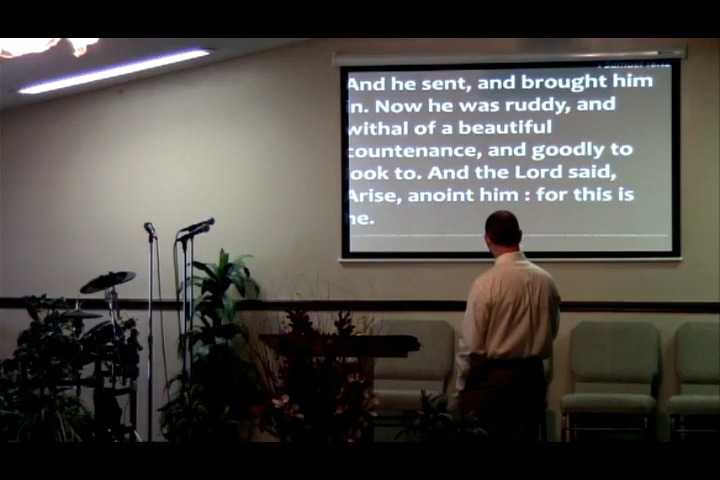 And he sent, and brought him
in. Now he was ruddy, and
withal of a beautiful
countenance, and goodly to
look to. And the Lord said,
Arise, anoint him : for this is
he.